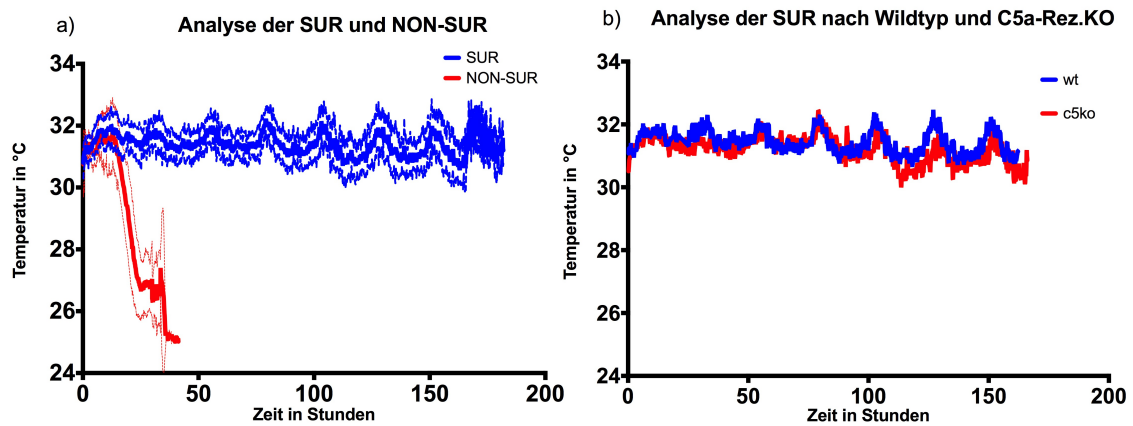 a)
Analyse der SUR und NON-SUR
SUR
NON-SUR
Temperatur in °C
34
32
30
28
26
24
0
50
100
150
200
Zeit in Stunden
b)
Analyse der SUR nach Wildtyp und C5a-Rez.KO
wt
c5ko
Temperatur in °C
34
32
30
28
26
24
0
50
100
150
200
Zeit in Stunden